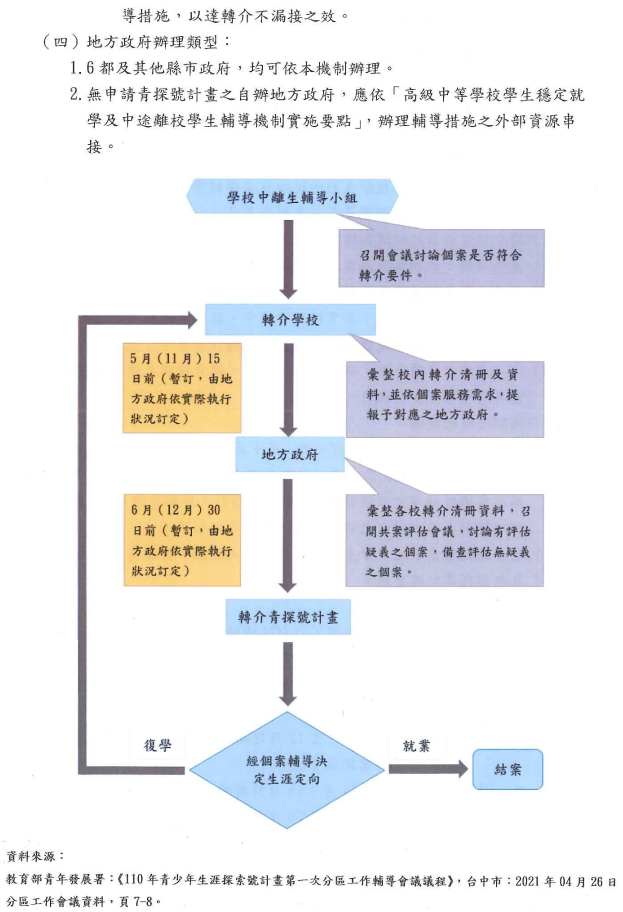 導措施，以達轉介不漏接之效。
（四）地方政府辦理類型：
1. 6 都及其他縣市政府，均可依本機制辦理。
2. 無申請青探號計畫之自辦地方政府，應依「高級中等學校學生穩定就
學及中途離校學生輔導機制實施要點」，辦理輔導措施之外部資源串
接。
學校中離生輔導小組
召開會議討論個案是否符合
轉介要件。
轉介學校
5 月（11 月）15
日前（暫訂，由地
方政府依實際執行
狀況訂定）
彙整校內轉介清冊及資
料，並依個案服務需求，提
報予對應之地方政府。
地方政府
6 月（12 月）30
日前（暫訂，由地
方政府依實際執行
狀況訂定）
彙整各校轉介清冊資料，召
開共案評估會議，討論有評估
疑義之個案，備查評估無疑義
之個案。
轉介青探號計畫
復學
經個案輔導決
定生涯定向
就業
結案
資料來源：
教育部青年發展署：《110 年青少年生涯探索號計畫第一次分區工作輔導會議議程》，台中市：2021 年 04 月 26 日
分區工作會議資料，頁 7-8。